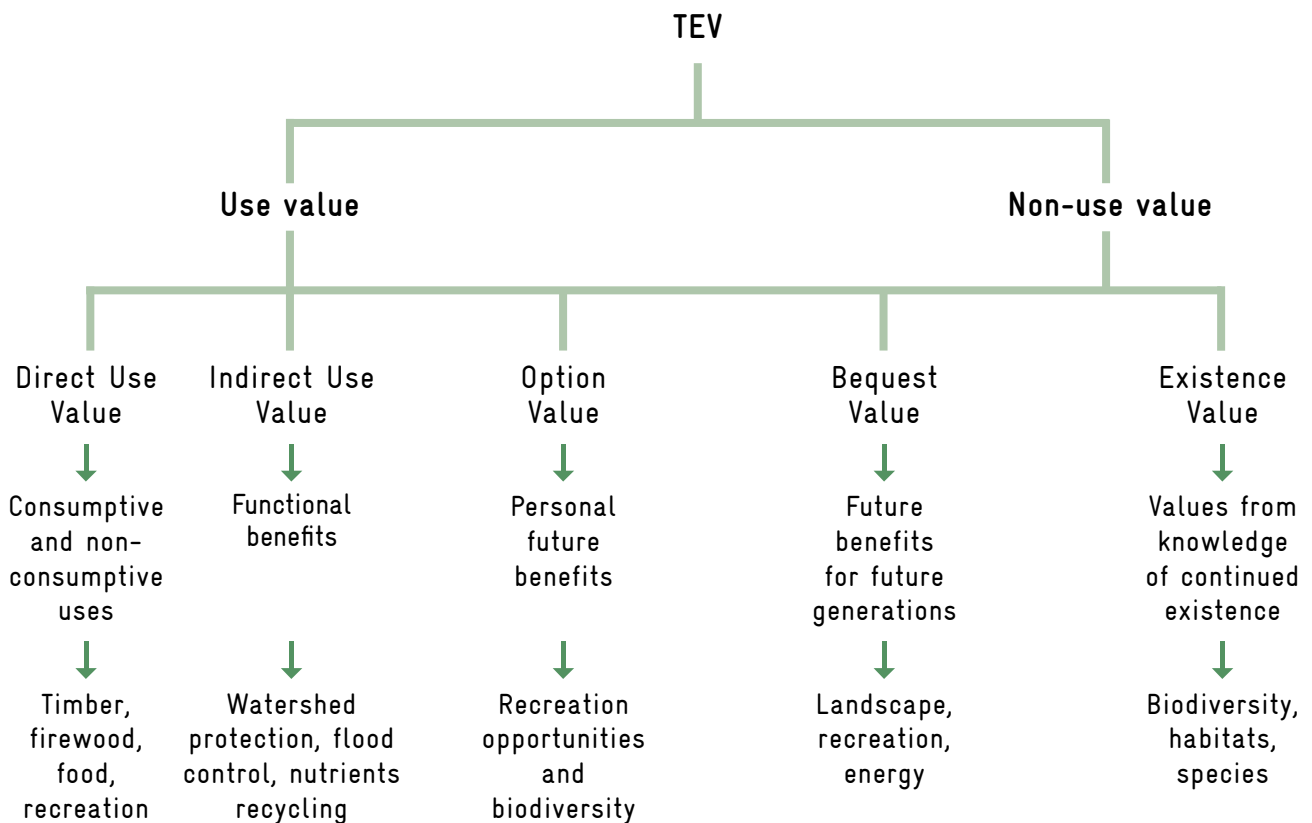 TEV
Use value
Non-use value
Direct Use
Value
Indirect Use
Value
Option
Value
Bequest
Value
Existence
Value
Consumptive
and non-
consumptive
uses
Functional
benefits
Personal
future
benefits
Future
benefits
for future
generations
Values from
knowledge
of continued
existence
Timber,
firewood,
food,
recreation
Watershed
protection, flood
control, nutrients
recycling
Recreation
opportunities
and
biodiversity
Landscape,
recreation,
energy
Biodiversity,
habitats,
species